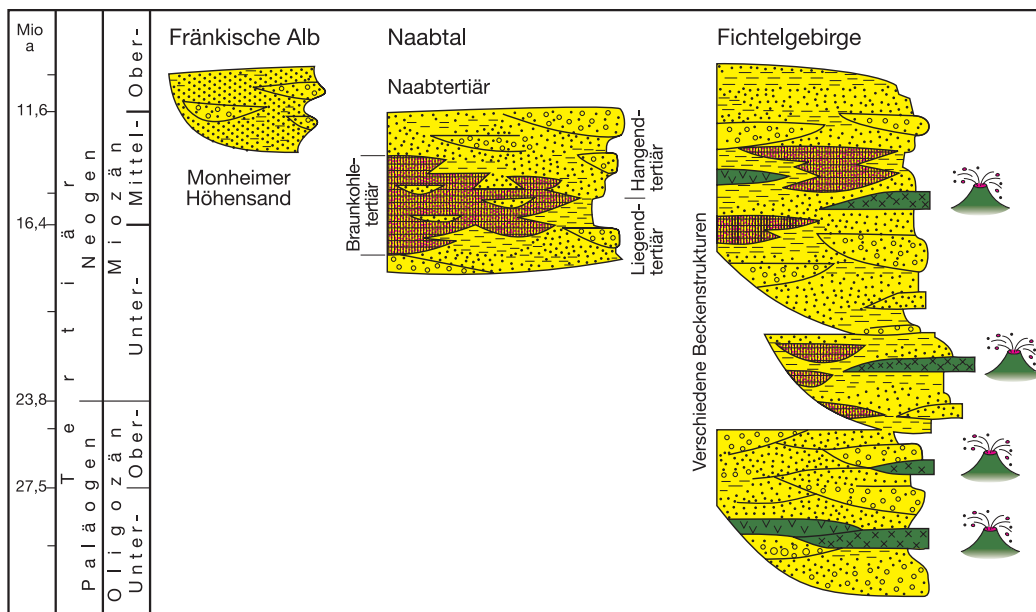 Mio
a
11,6
16,4
23,8
27,5
Tertiär
Neogen
Paläogen
Miozän
Oligozän
Ober-
Mittel-
Unter-
Ober-
Unter-
Fränkische Alb
Monheimer
Höhensand
Naabtal
Naabtertiär
Braunkohle-
tertiär
Hangend-
tertiär
Liegend-
tertiär
Fichtelgebirge
Verschiedene Beckenstrukturen